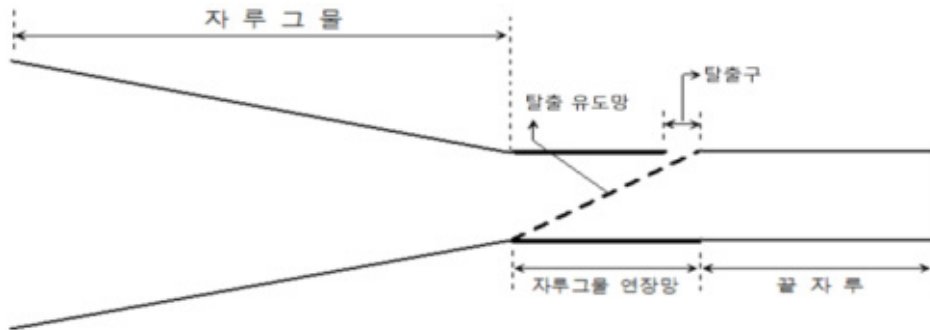 자 루 그 물
탈출구
탈출 유도망
자루그물 연장망
끝 자 루